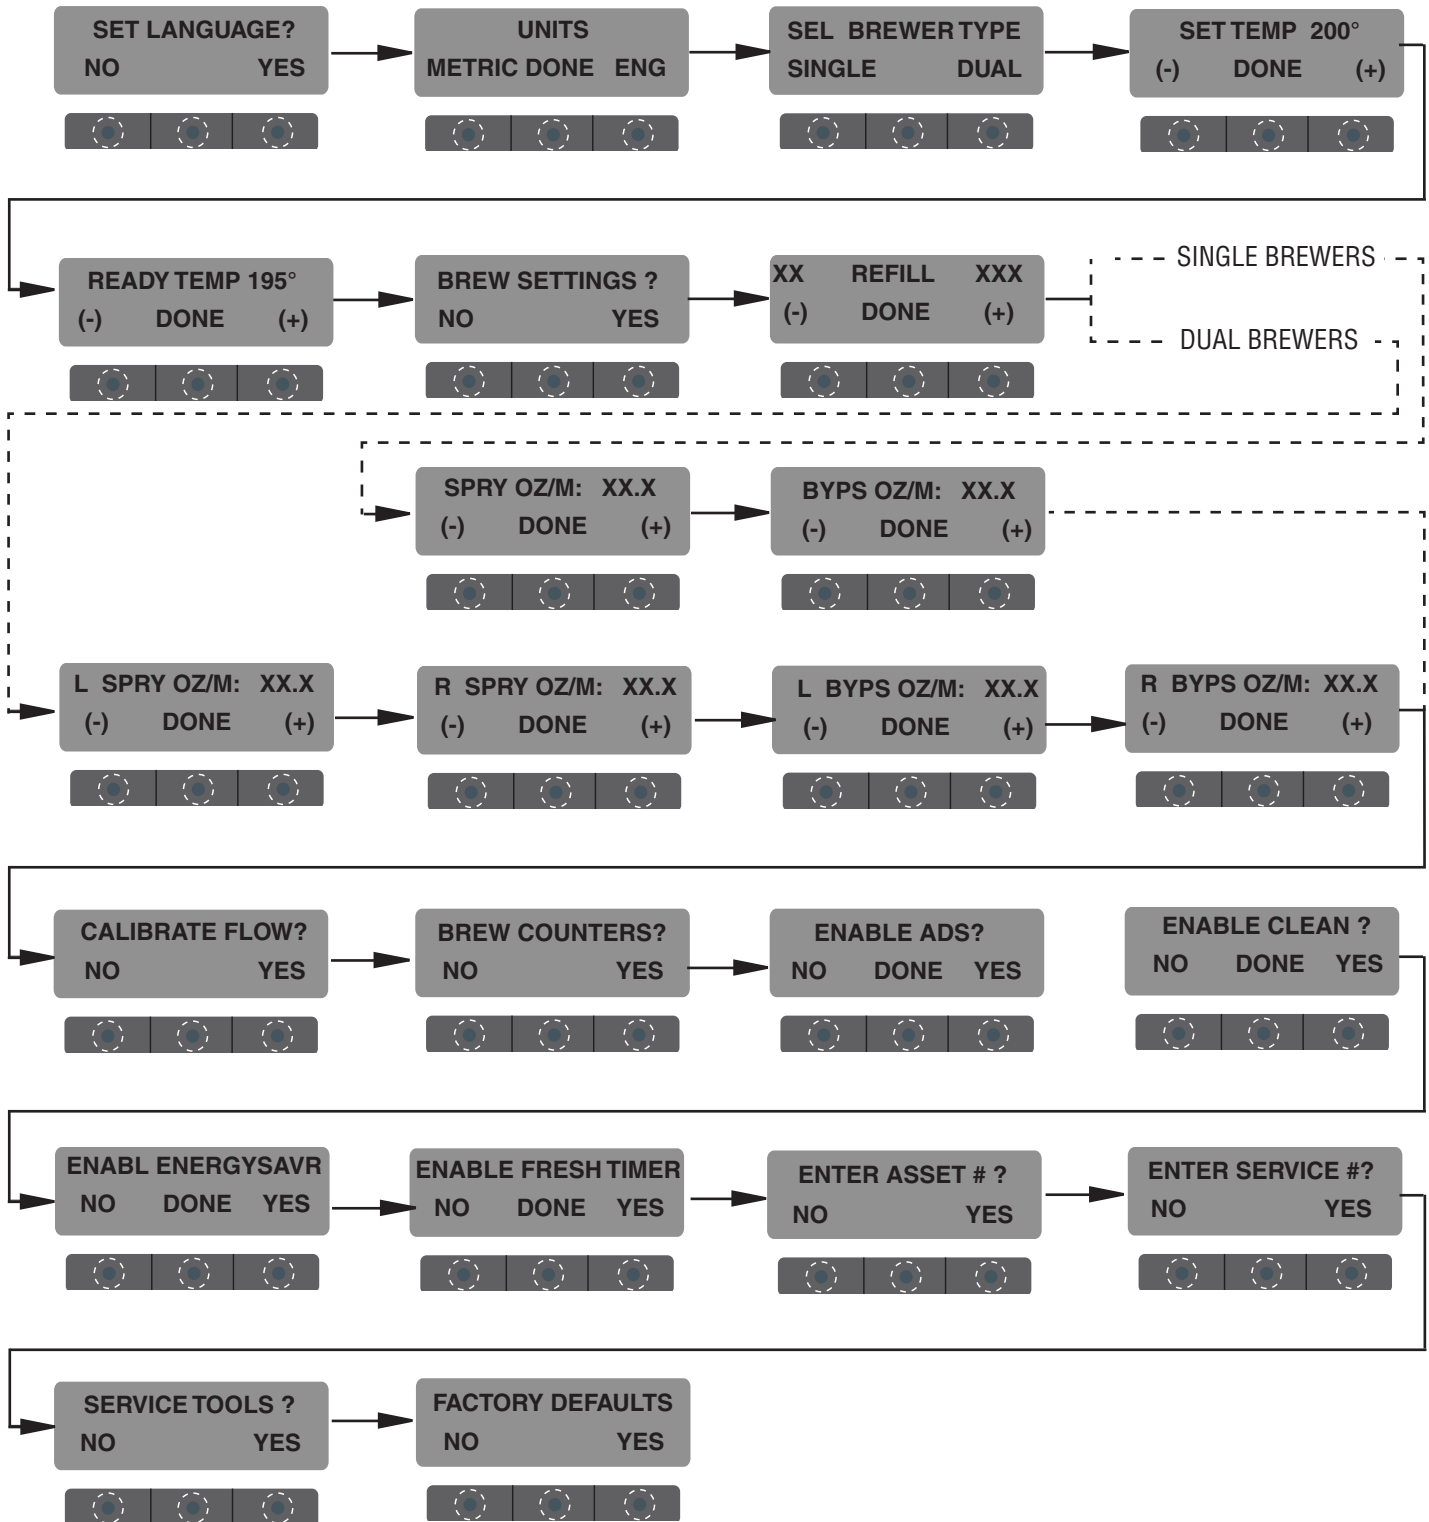 SET LANGUAGE?
NO YES
UNITS
METRIC DONE ENG
SEL BREWER TYPE
SINGLE DUAL
SET TEMP 200°
(-) DONE (+)
READY TEMP 195°
(-) DONE (+)
BREW SETTINGS ?
NO YES
XX REFILL XXX
(-) DONE (+)
SINGLE BREWERS
DUAL BREWERS
SPRY OZ/M: XX.X
(-) DONE (+)
BYPS OZ/M: XX.X
(-) DONE (+)
L SPRY OZ/M: XX.X
(-) DONE (+)
R SPRY OZ/M: XX.X
(-) DONE (+)
L BYPS OZ/M: XX.X
(-) DONE (+)
R BYPS OZ/M: XX.X
(-) DONE (+)
CALIBRATE FLOW?
NO YES
BREW COUNTERS?
NO YES
ENABLE ADS?
NO DONE YES
ENABLE CLEAN ?
NO DONE YES
ENABL ENERGYSAVR
NO DONE YES
ENABLE FRESH TIMER
NO DONE YES
ENTER ASSET # ?
NO YES
ENTER SERVICE #?
NO YES
SERVICE TOOLS ?
NO YES
FACTORY DEFAULTS
NO YES